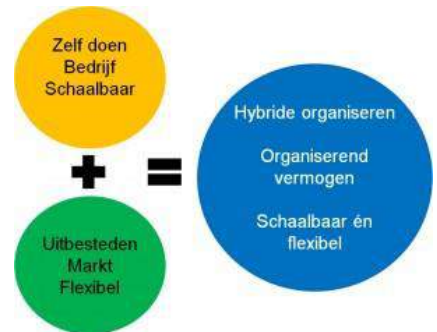 Zelf doen
Bedrijf
Schaalbaar
+
=
Uitbesteden
Markt
Flexibel
Hybride organiseren
Organiserend
vermogen
Schaalbaar én
flexibel